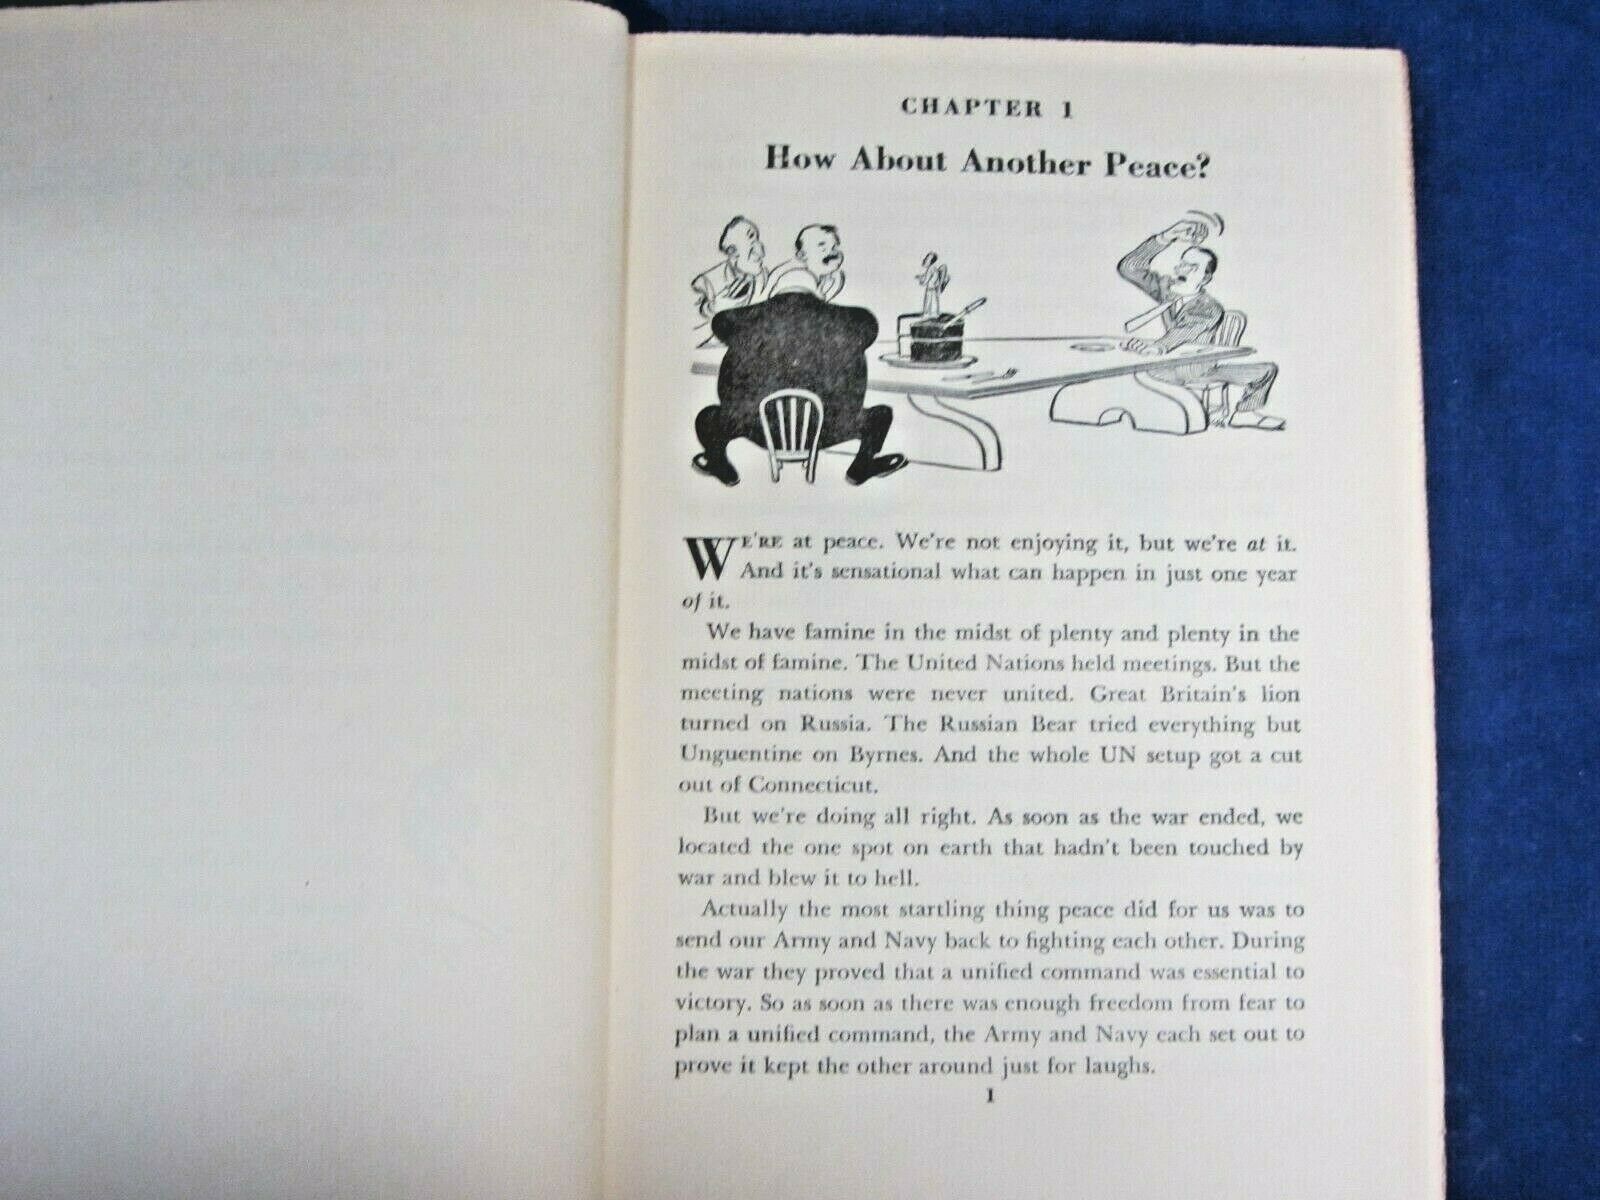 CHAPTER 1
How About Another Peace?
WE'RE at peace. We're not enjoying it, but we're at it.
And it's sensational what can happen in just one year
of it.
We have famine in the midst of plenty and plenty in the
midst of famine. The United Nations held meetings. But the
meeting nations were never united. Great Britain's lion
turned on Russia. The Russian Bear tried everything but
Unguentine on Byrnes. And the whole UN setup got a cut
out of Connecticut.
But we're doing all right. As soon as the war ended, we
located the one spot on earth that hadn't been touched by
war and blew it to hell.
Actually the most startling thing peace did for us was to
send our Army and Navy back to fighting each other. During
the war they proved that a unified command was essential to
victory. So as soon as there was enough freedom from fear to
plan a unified command, the Army and Navy each set out to
prove it kept the other around just for laughs.
1